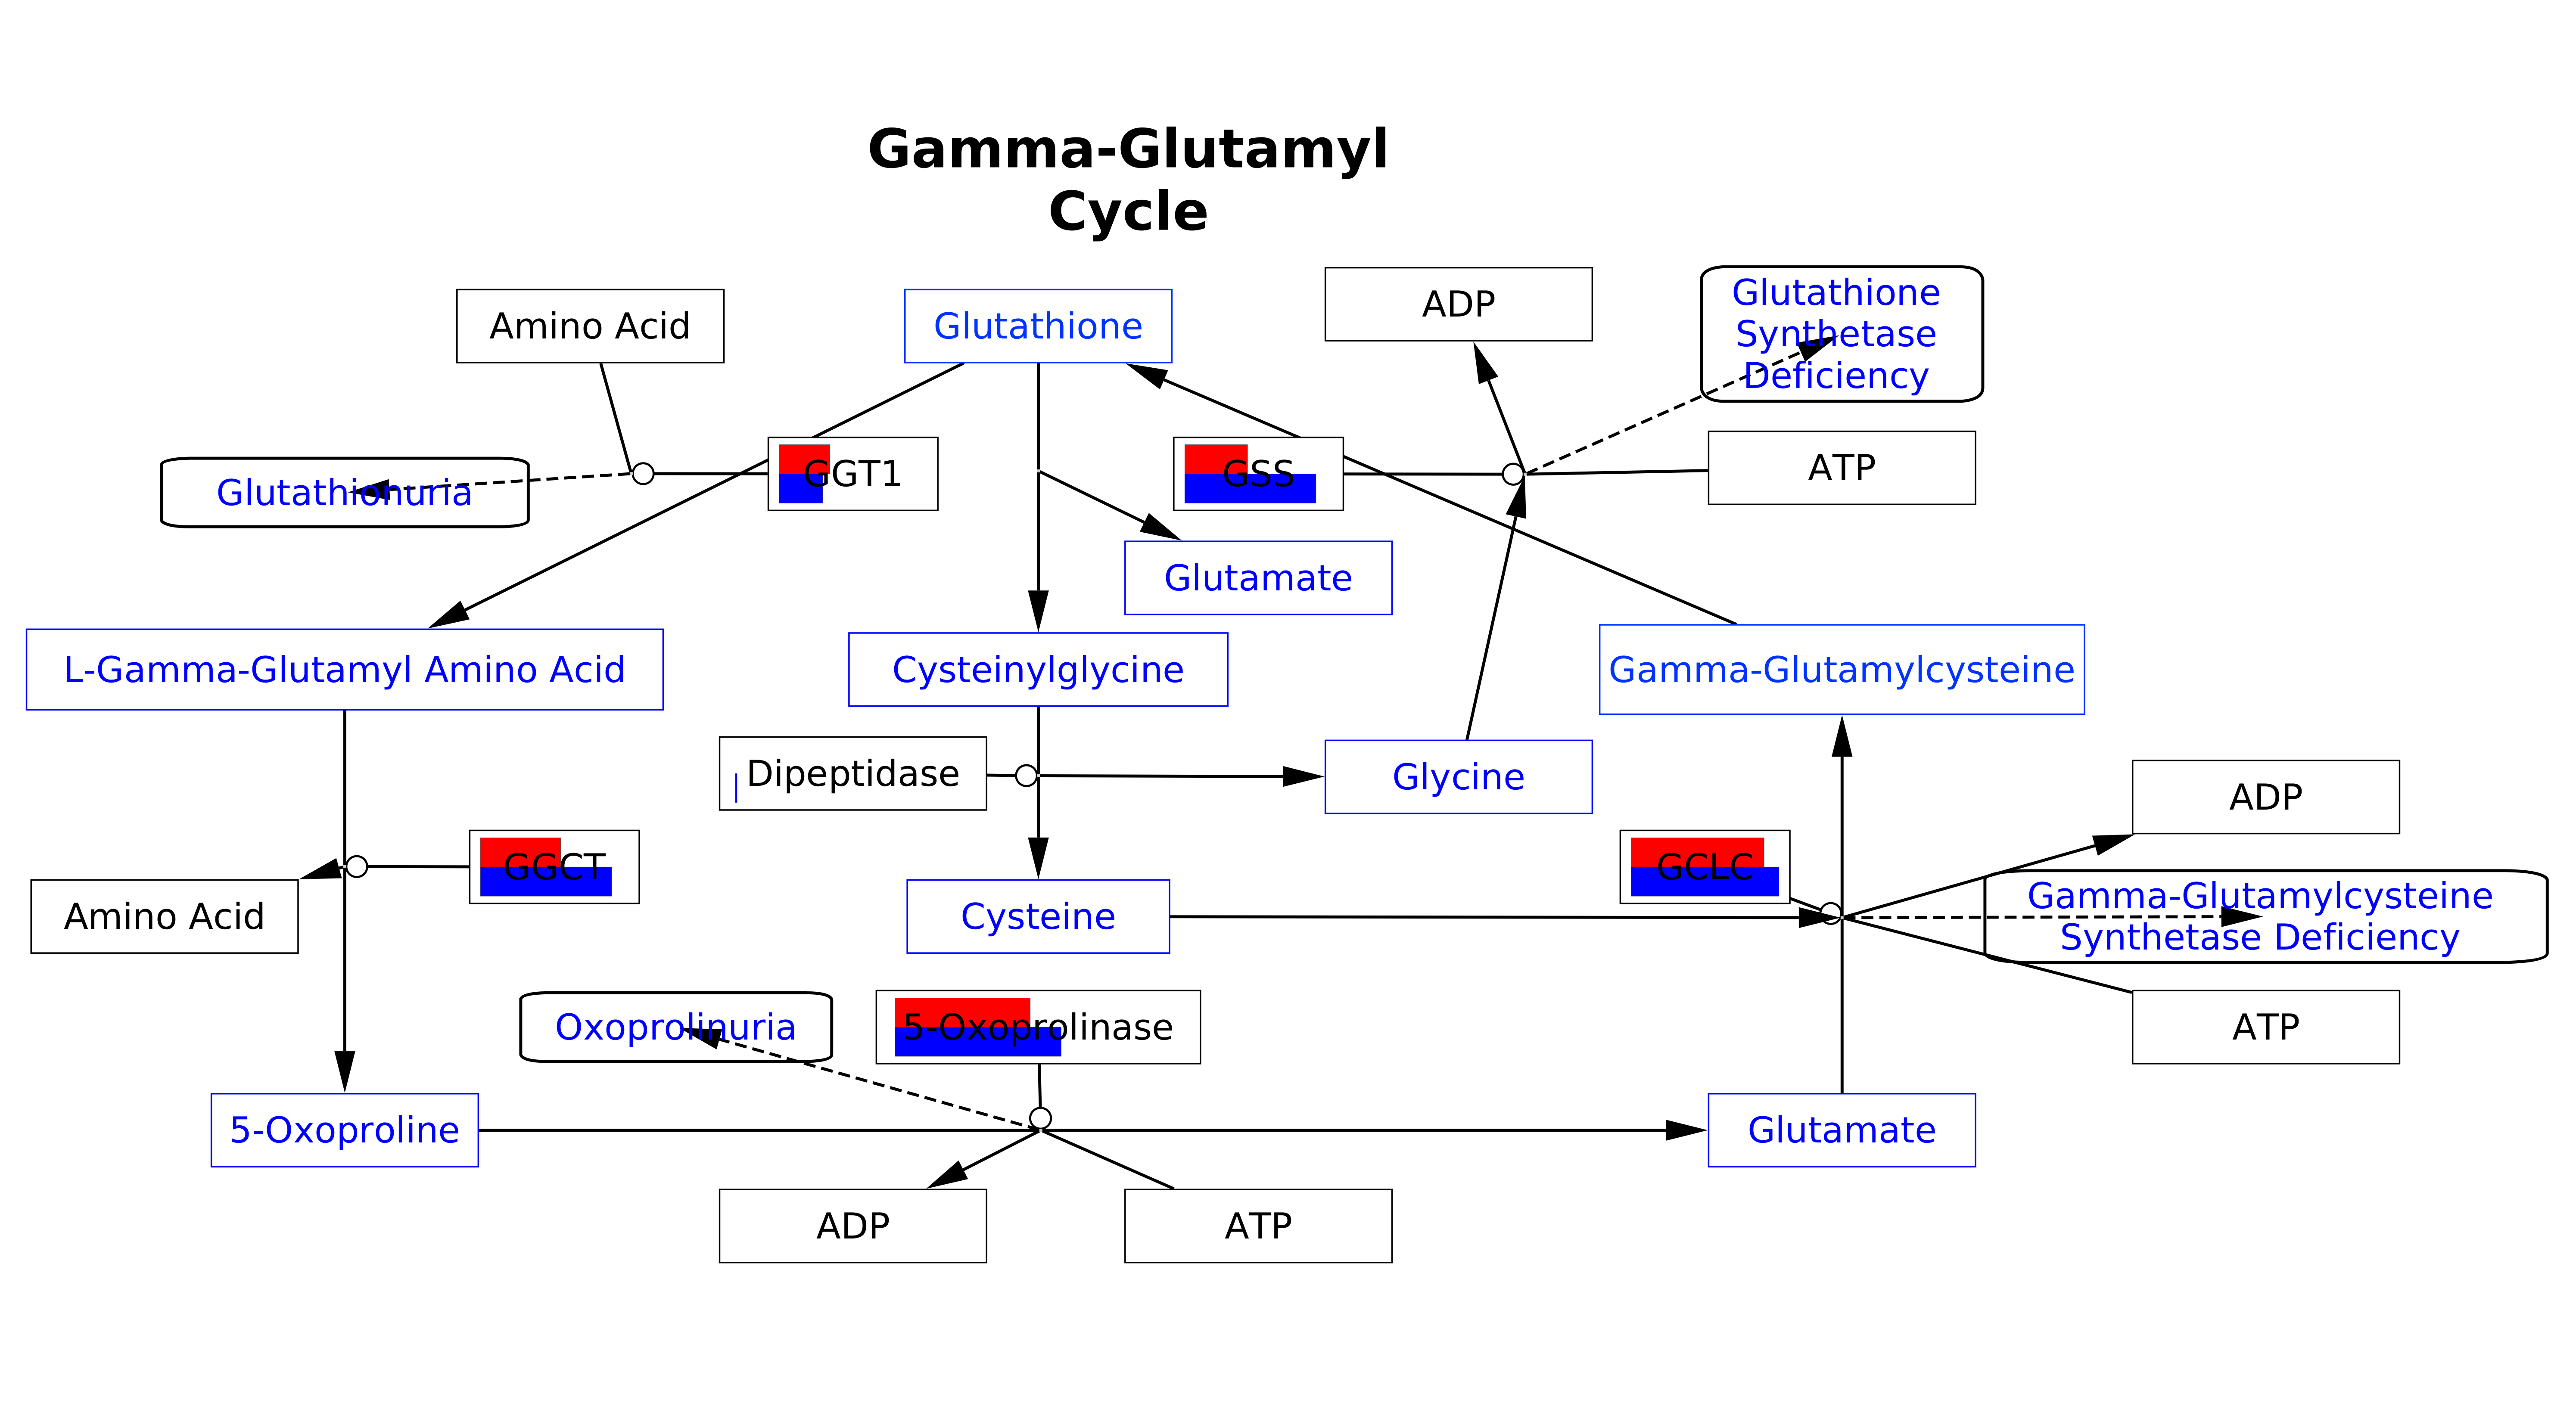 Gamma-Glutamyl
Cycle
Amino Acid
Glutathione
ADP
Glutathione
Synthetase
Deficiency
Glutathionuria
GGT1
GSS
ATP
Glutamate
L-Gamma-Glutamyl Amino Acid
Cysteinylglycine
Gamma-Glutamylcysteine
Dipeptidase
Glycine
ADP
GGCT
GCLC
Amino Acid
Cysteine
Gamma-Glutamylcysteine
Synthetase Deficiency
Oxoprolinuria
5-Oxoprolinase
ATP
5-Oxoproline
Glutamate
ADP
ATP